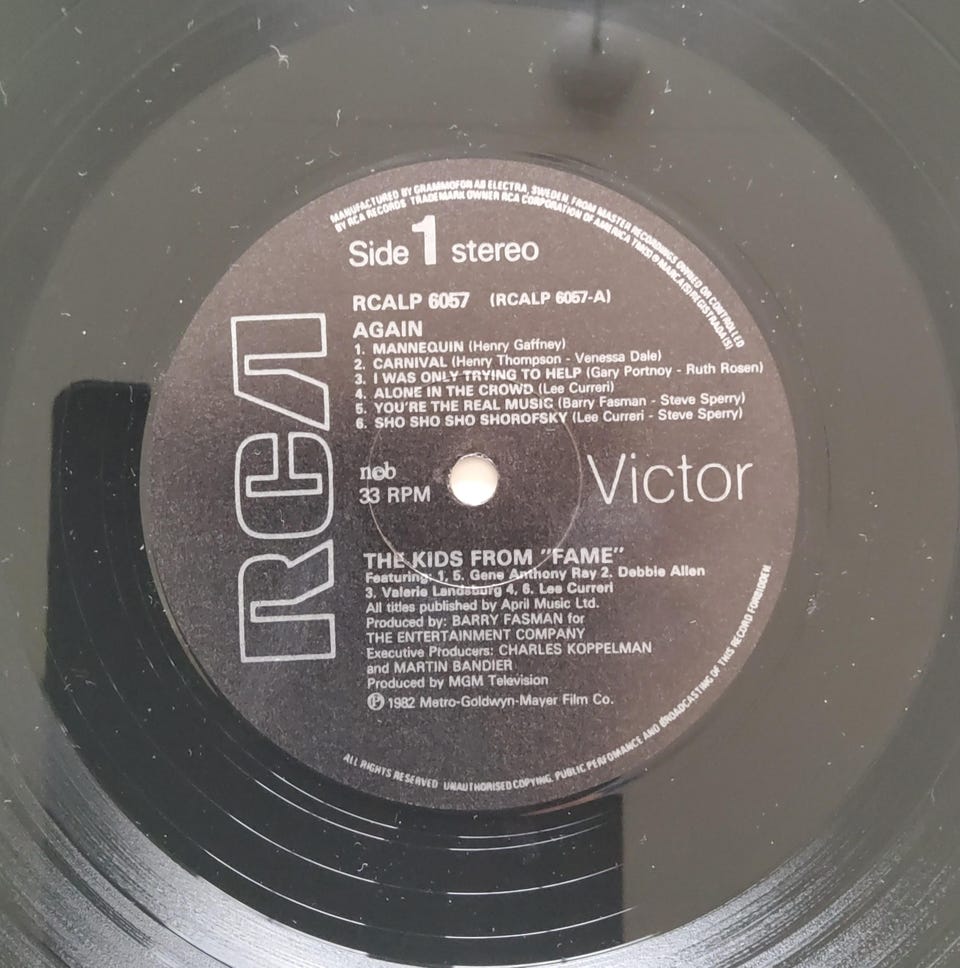 MANUFACTURED BY GRAMMOFON AB ELECTRA, SWEDEN, FROM MASTER RECORDINGS OWNED OR CONTROLLED
BY RCA RECORDS TRADEMARK OWNER RCA CORPORATION OF AMERICA TM(S) ® MARCA(S) REGISTRADA(S)
Side 1 stereo
RCALP 6057 (RCALP 6057-A)
AGAIN
1. MANNEQUIN (Henry Gaffney)
2. CARNIVAL (Henry Thompson - Venessa Dale)
3. I WAS ONLY TRYING TO HELP (Gary Portnoy - Ruth Rosen)
4. ALONE IN THE CROWD (Lee Curreri)
5. YOU'RE THE REAL MUSIC (Barry Fasman - Steve Sperry)
6. SHO SHO SHO SHOROFSKY (Lee Curreri - Steve Sperry)
RCA
ncb
33 RPM
Victor
THE KIDS FROM "FAME"
Featuring: 1, 5. Gene Anthony Ray 2. Debbie Allen
3. Valerie Landsburg 4, 6. Lee Curreri
All titles published by April Music Ltd.
Produced by: BARRY FASMAN for
THE ENTERTAINMENT COMPANY
Executive Producers: CHARLES KOPPELMAN
and MARTIN BANDIER
Produced by MGM Television
℗ 1982 Metro-Goldwyn-Mayer Film Co.
ALL RIGHTS RESERVED UNAUTHORISED COPYING, PUBLIC PERFOMANCE AND BROADCASTING OF THIS RECORD FORBIDDEN